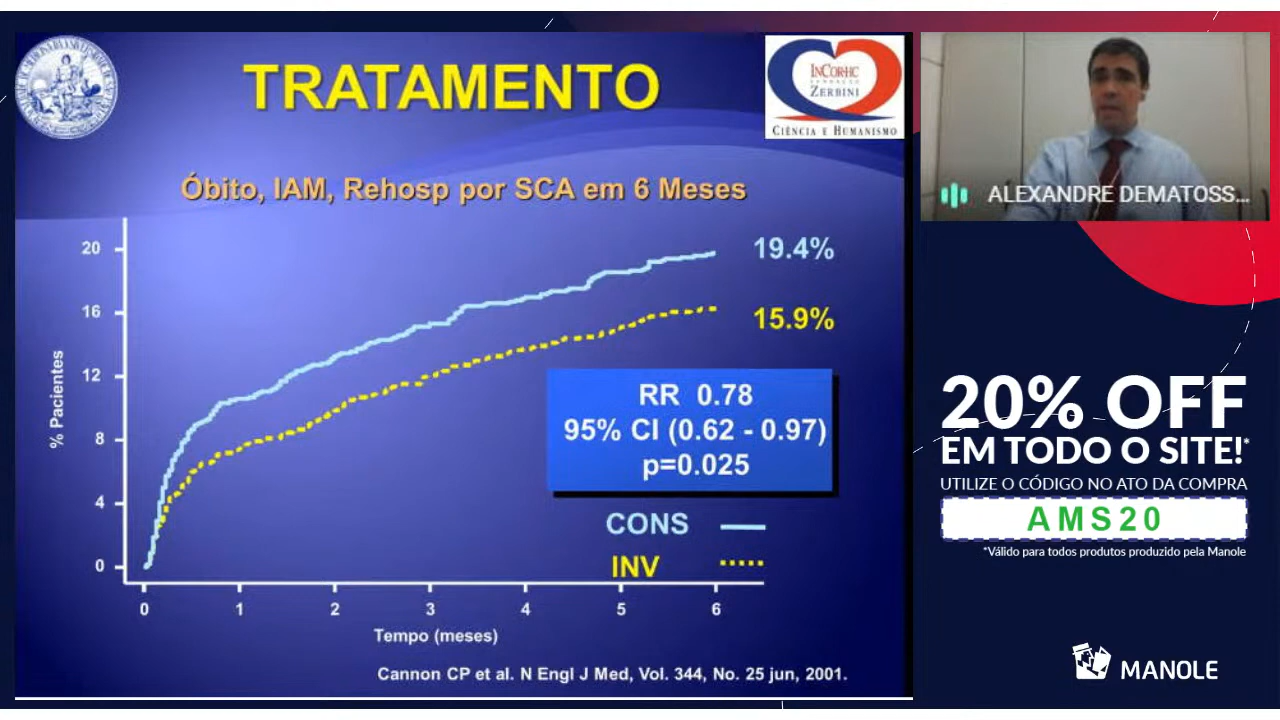 TRATAMENTO
INCOR-HC
FUNDAÇÃO
ZERBINI
CIÊNCIA E HUMANISMO
Óbito, IAM, Rehosp por SCA em 6 Meses
20
16
12
8
4
0
% Pacientes
19.4%
15.9%
RR 0.78
95% CI (0.62 - 0.97)
p=0.025
CONS
INV
0 1 2 3 4 5 6
Tempo (meses)
Cannon CP et al. N Engl J Med, Vol. 344, No. 25 jun, 2001.
ALEXANDRE DEMATOSS...
20% OFF
EM TODO O SITE!*
UTILIZE O CÓDIGO NO ATO DA COMPRA
AMS20
*Válido para todos produtos produzido pela Manole
MANOLE